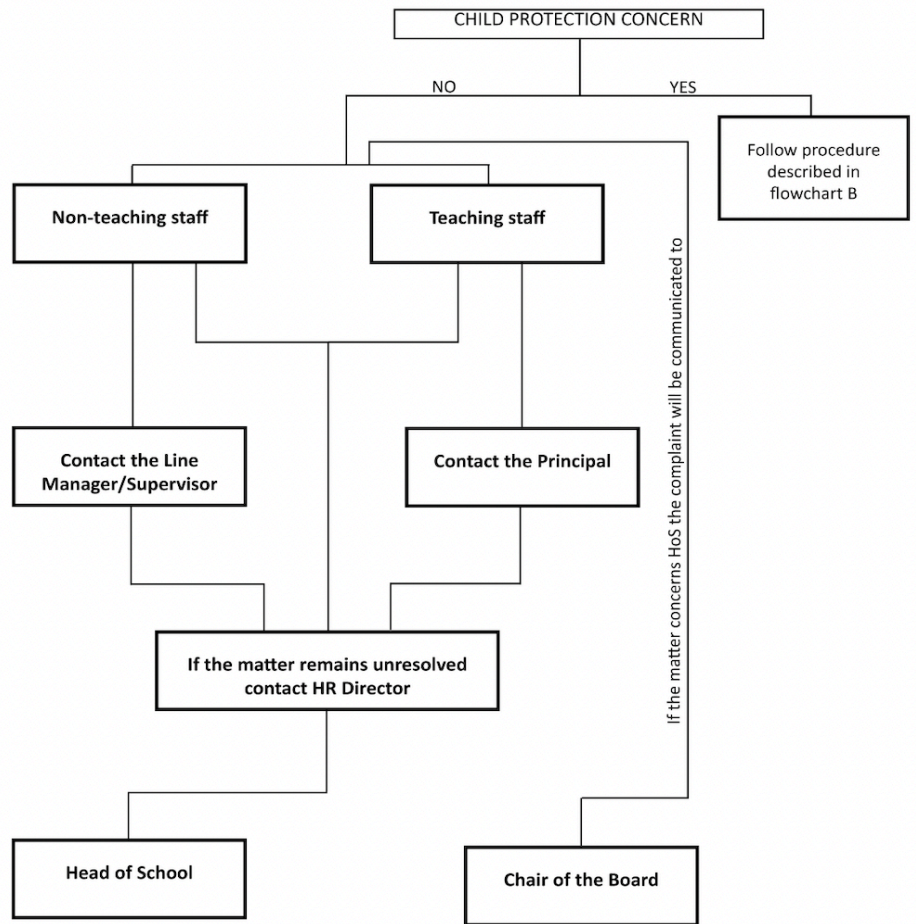 CHILD PROTECTION CONCERN
NO
YES
Follow procedure
described in
flowchart B
Non-teaching staff
Teaching staff
If the matter concerns HoS the complaint will be communicated to
Contact the Line
Manager/Supervisor
Contact the Principal
If the matter remains unresolved
contact HR Director
Head of School
Chair of the Board